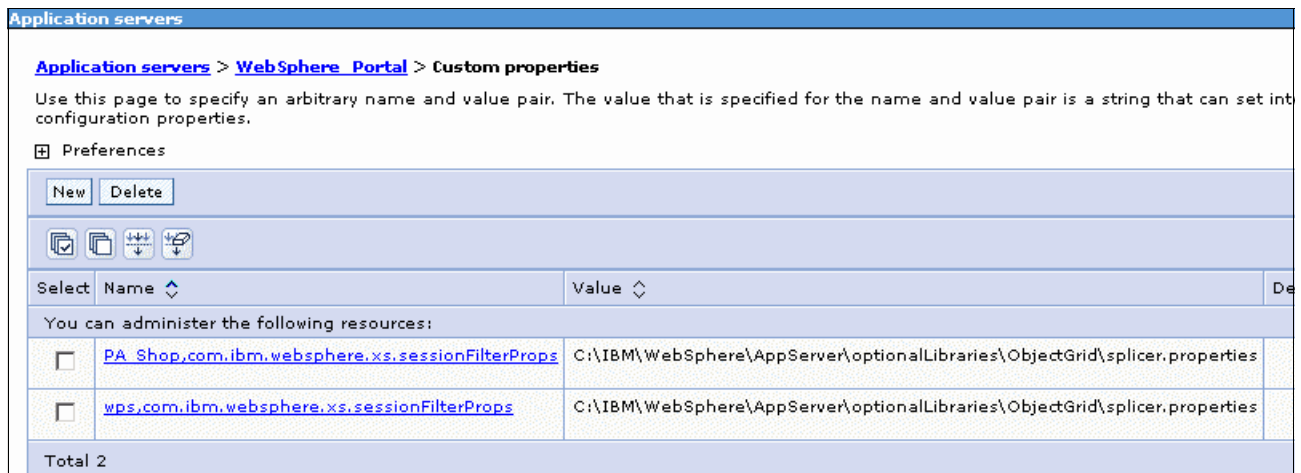 Application servers
Application servers > WebSphere_Portal > Custom properties
Use this page to specify an arbitrary name and value pair. The value that is specified for the name and value pair is a string that can set
configuration properties.
Preferences
New Delete
Select Name Value
You can administer the following resources:
PA_Shop,com.ibm.websphere.xs.sessionFilterProps C:\IBM\WebSphere\AppServer\optionalLibraries\ObjectGrid\splicer.properties
wps,com.ibm.websphere.xs.sessionFilterProps C:\IBM\WebSphere\AppServer\optionalLibraries\ObjectGrid\splicer.properties
Total 2